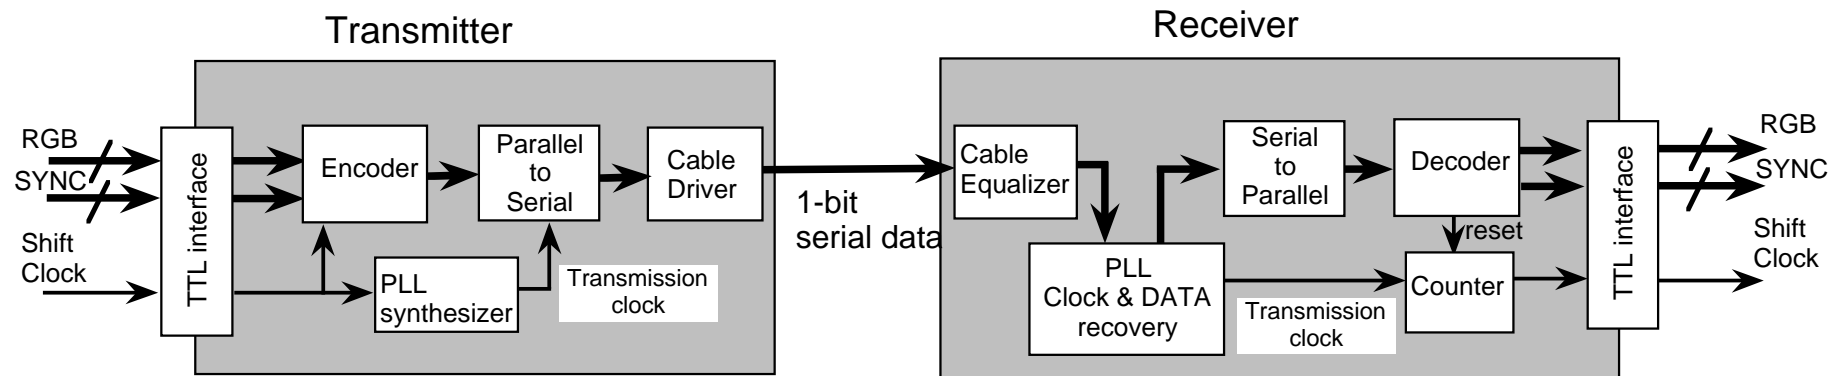 Transmitter
Receiver
RGB
SYNC
Shift
Clock
TTL interface
Encoder
Parallel
to
Serial
Cable
Driver
PLL
synthesizer
Transmission
clock
1-bit
serial data
Cable
Equalizer
PLL
Clock & DATA
recovery
Serial
to
Parallel
Decoder
reset
Counter
Transmission
clock
TTL interface
RGB
SYNC
Shift
Clock